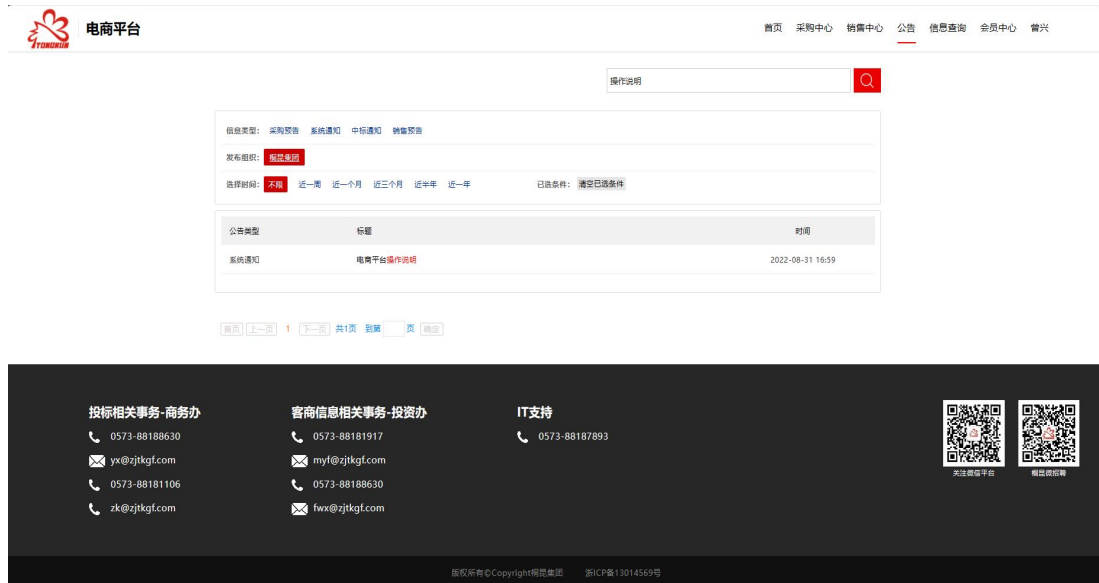 TONGKUN
电商平台
首页 采购中心 销售中心 公告 信息查询 会员中心 曾兴
操作说明
信息类型: 采购预告 系统通知 中标通知 销售预告
发布组织: 桐昆集团
选择时间: 不限 近一周 近一个月 近三个月 近半年 近一年 已选条件: 清空已选条件
公告类型 标题 时间
系统通知 电商平台操作说明 2022-08-31 16:59
首页 上一页 1 下一页 共1页 到第 页 确定
投标相关事务-商务办 客商信息相关事务-投资办 IT支持
0573-88188630 0573-88181917 0573-88187893
yx@zjtkgf.com myf@zjtkgf.com
0573-88181106 0573-88188630
zk@zjtkgf.com fwx@zjtkgf.com
关注微信平台 桐昆微招聘
版权所有©Copyright桐昆集团 浙ICP备13014569号